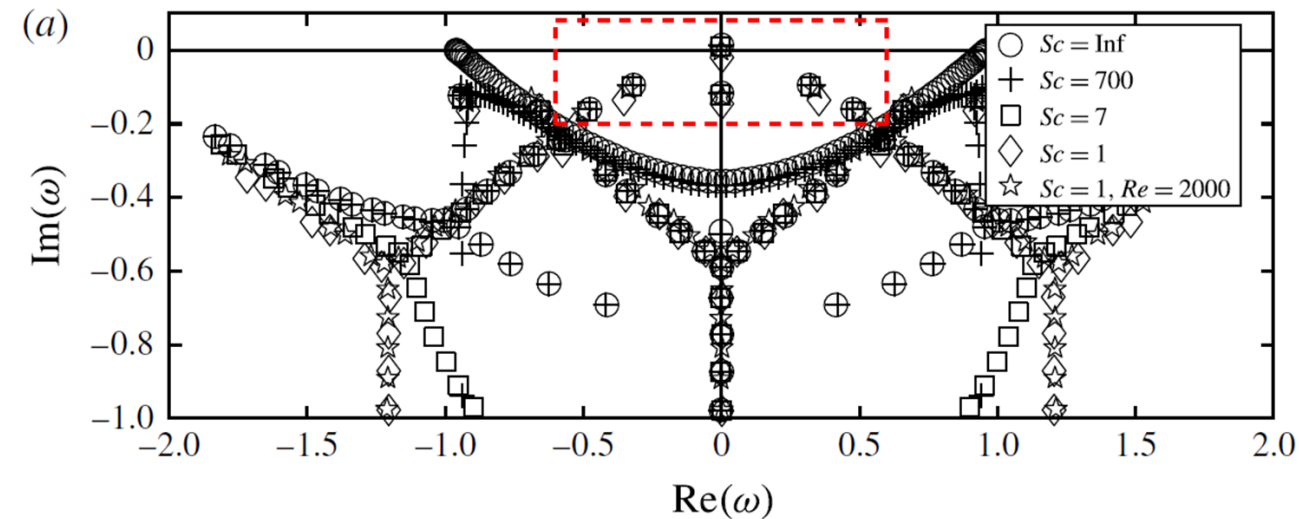 (a)
0
−0.2
−0.4
−0.6
−0.8
−1.0
Im(ω)
−2.0 −1.5 −1.0 −0.5 0 0.5 1.0 1.5 2.0
Re(ω)
Sc = Inf
Sc = 700
Sc = 7
Sc = 1
Sc = 1, Re = 2000